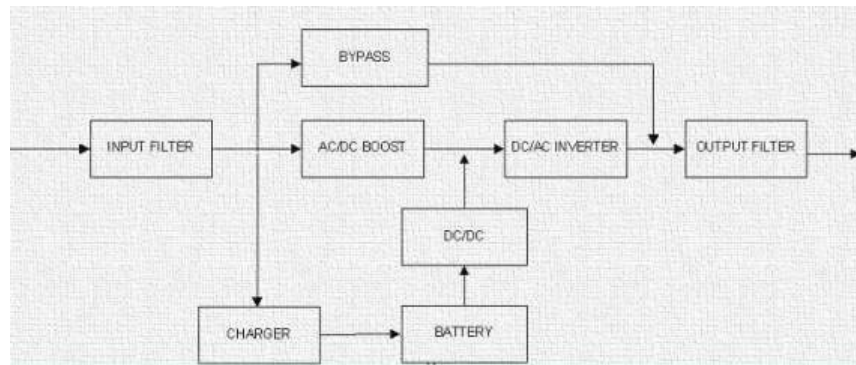 BYPASS
INPUT FILTER
AC/DC BOOST
DC/AC INVERTER
OUTPUT FILTER
DC/DC
CHARGER
BATTERY